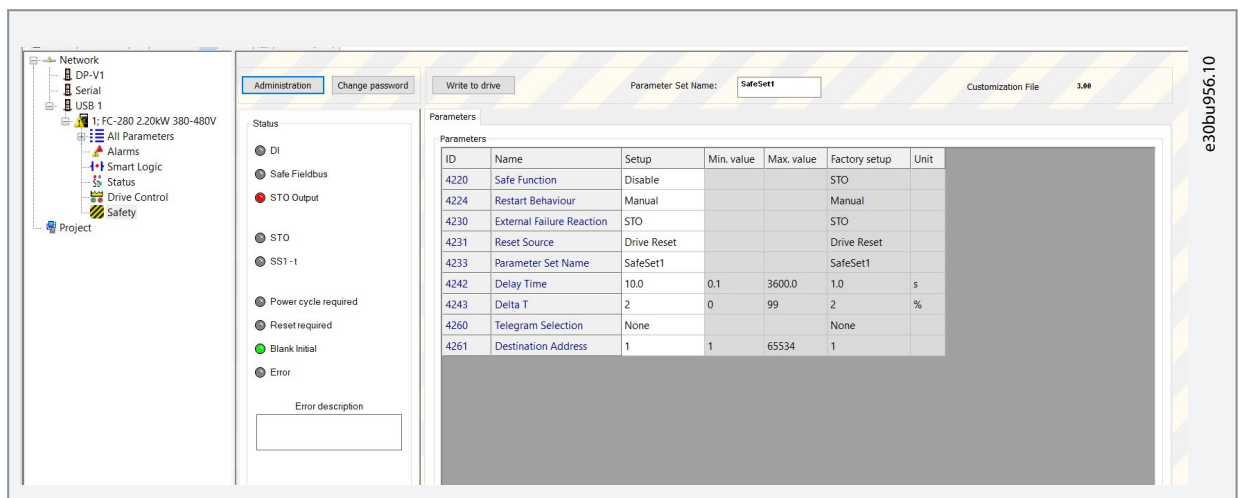 Network
DP-V1
Serial
USB 1
1; FC-280 2.20kW 380-480V
All Parameters
Alarms
Smart Logic
Status
Drive Control
Safety
Project
Administration
Change password
Status
DI
Safe Fieldbus
STO Output
STO
SS1 - t
Power cycle required
Reset required
Blank Initial
Error
Error description
Write to drive
Parameter Set Name:
SafeSet1
Customization File
3.00
Parameters
Parameters
ID Name Setup Min. value Max. value Factory setup Unit
4220 Safe Function Disable STO
4224 Restart Behaviour Manual Manual
4230 External Failure Reaction STO STO
4231 Reset Source Drive Reset Drive Reset
4233 Parameter Set Name SafeSet1 SafeSet1
4242 Delay Time 10.0 0.1 3600.0 1.0 s
4243 Delta T 2 0 99 2 %
4260 Telegram Selection None None
4261 Destination Address 1 1 65534 1
e30bu956.10